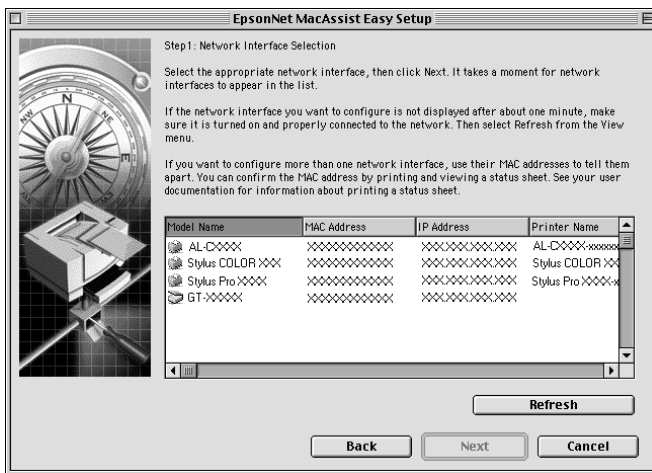 EpsonNet MacAssist Easy Setup
Step1: Network Interface Selection
Select the appropriate network interface, then click Next. It takes a moment for network
interfaces to appear in the list.
If the network interface you want to configure is not displayed after about one minute, make
sure it is turned on and properly connected to the network. Then select Refresh from the View
menu.
If you want to configure more than one network interface, use their MAC addresses to tell them
apart. You can confirm the MAC address by printing and viewing a status sheet. See your user
documentation for information about printing a status sheet.
Model Name MAC Address IP Address Printer Name
AL-CXXXX XXXXXXXXXXXX XXX.XXX.XXX.XXX AL-CXXXX-xxxxxx
Stylus COLOR XXX XXXXXXXXXXXX XXX.XXX.XXX.XXX Stylus COLOR XX
Stylus Pro XXXX XXXXXXXXXXXX XXX.XXX.XXX.XXX Stylus Pro XXXX-x
GT-XXXXX XXXXXXXXXXXX XXX.XXX.XXX.XXX
Refresh
Back Next Cancel
N
NE
E